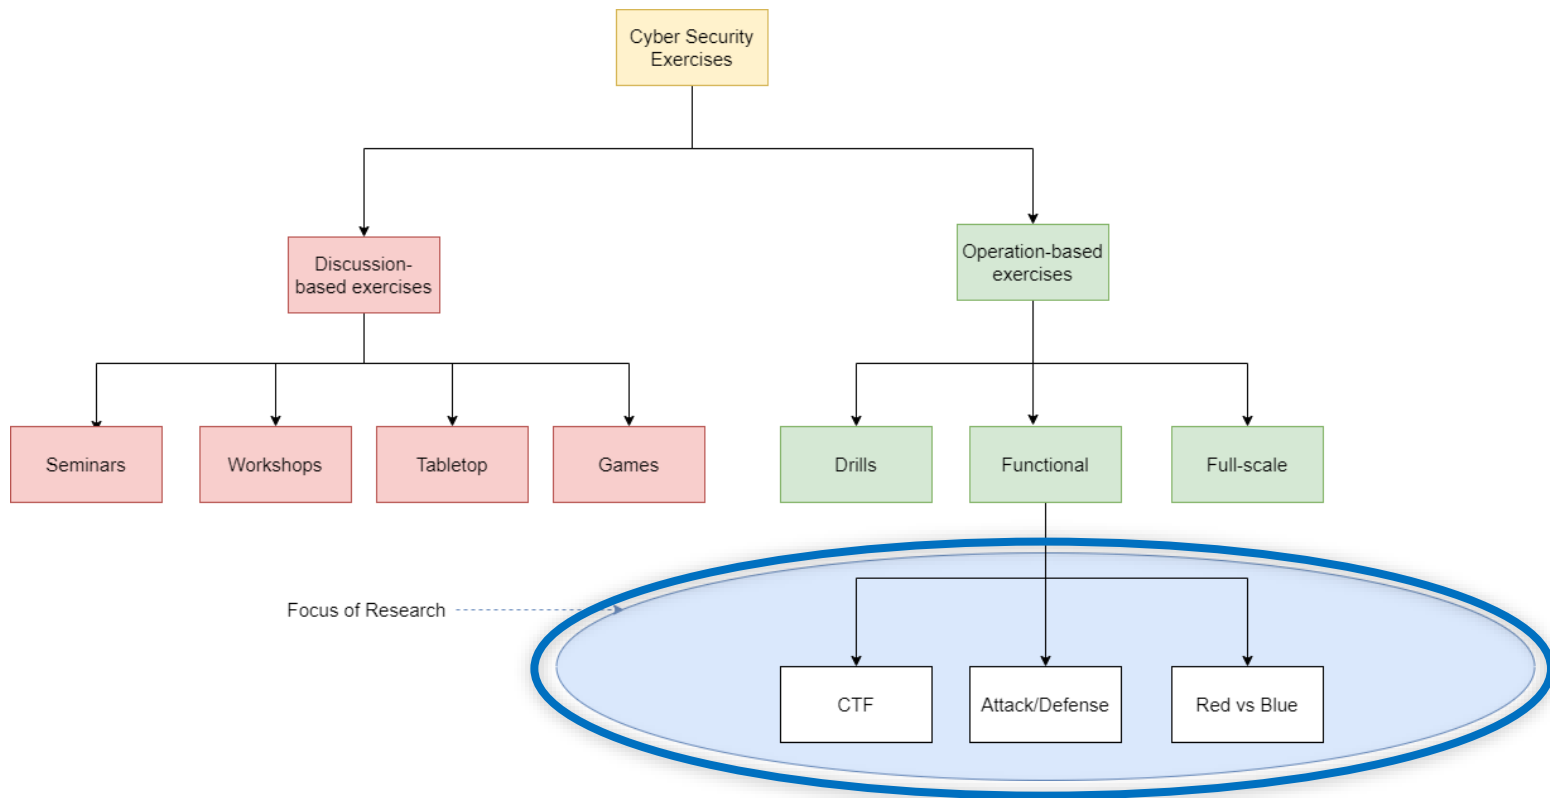 Cyber Security
Exercises
Discussion-
based exercises
Operation-based
exercises
Seminars
Workshops
Tabletop
Games
Drills
Functional
Full-scale
Focus of Research
CTF
Attack/Defense
Red vs Blue